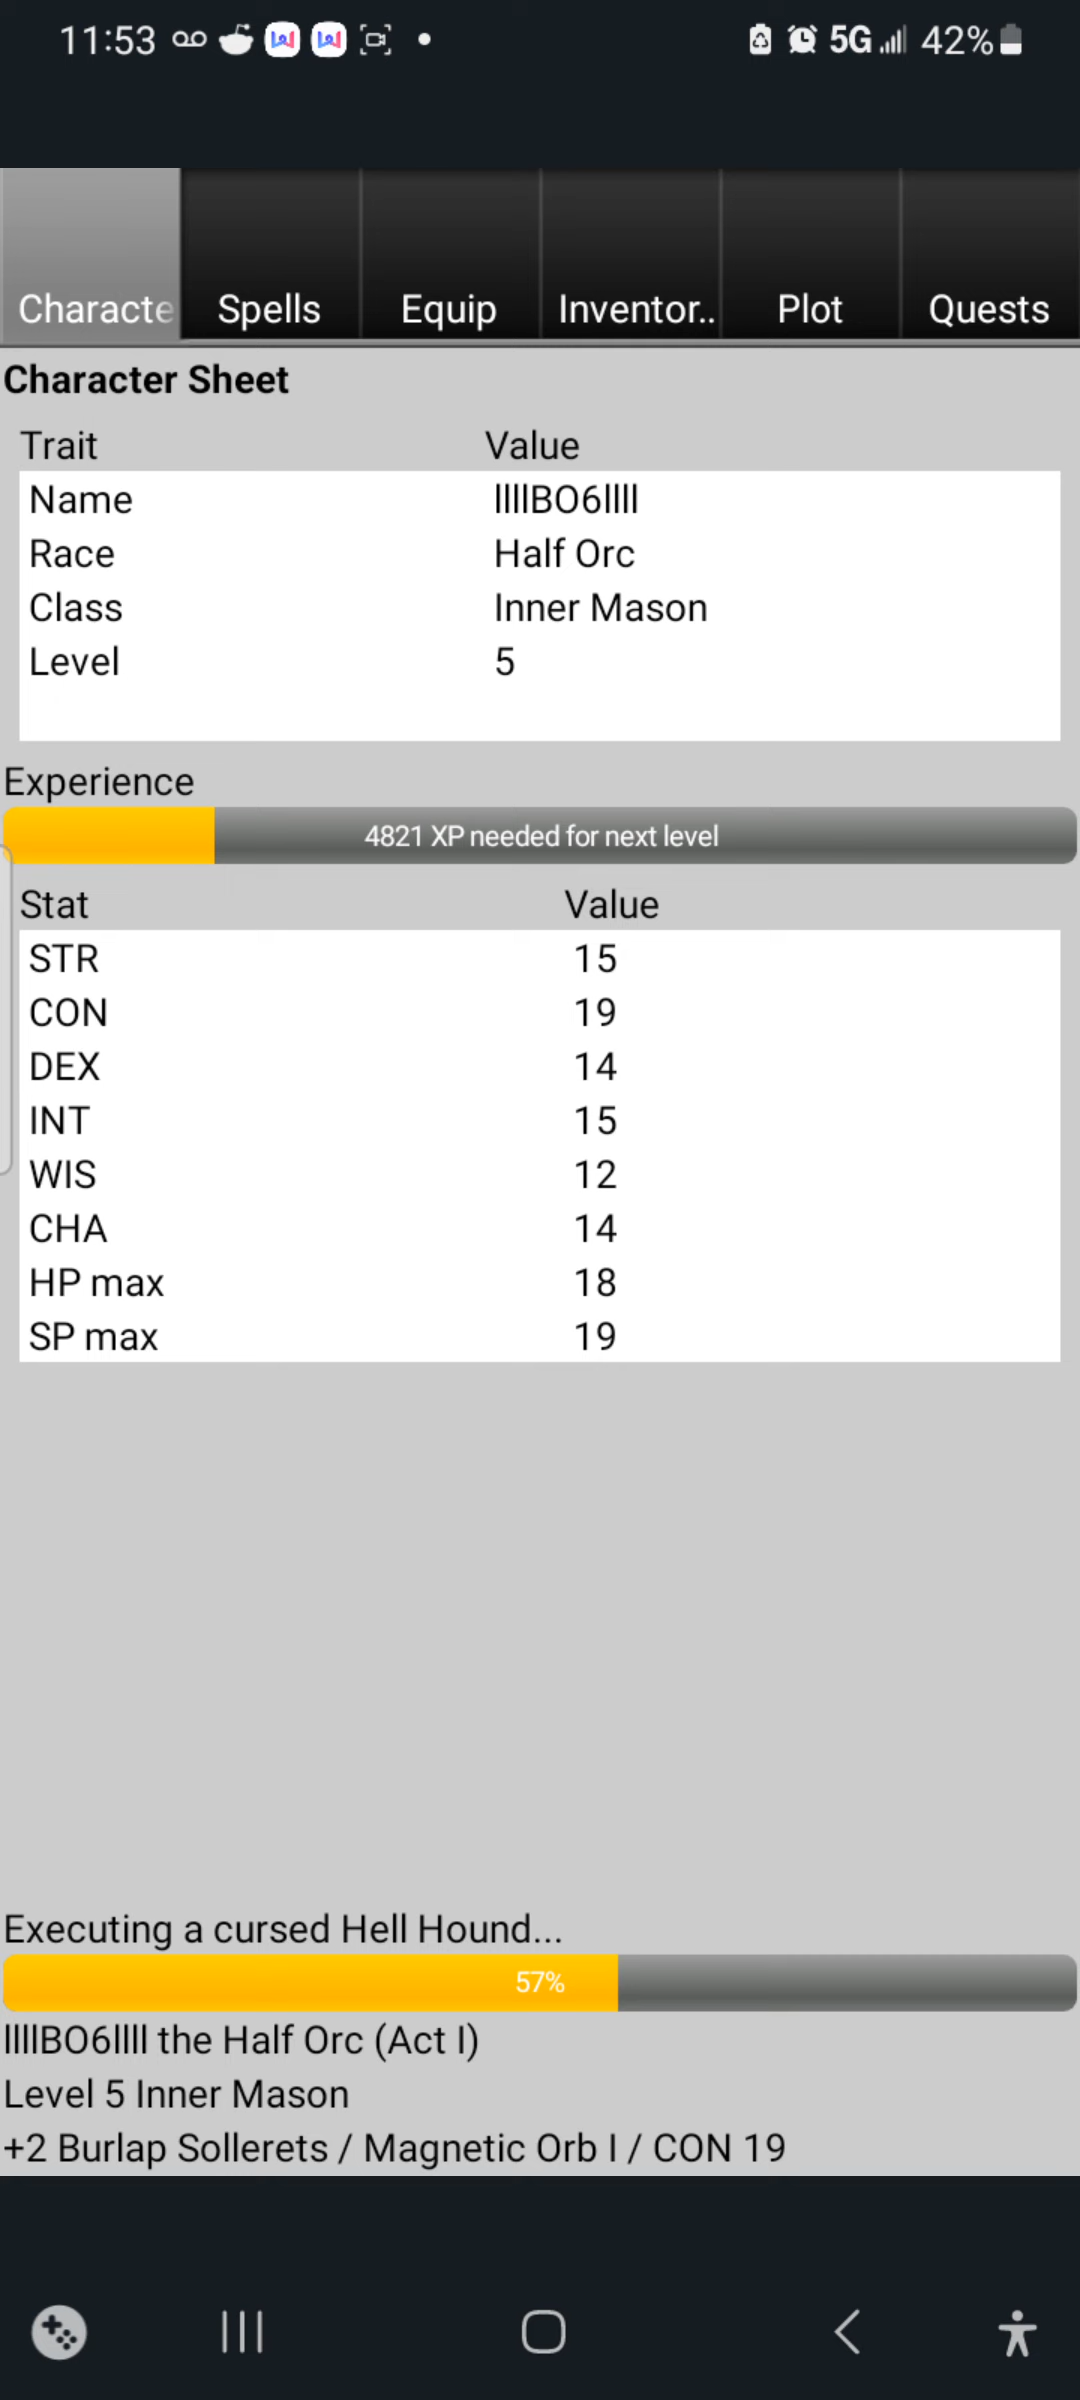 11:53 5G 42%
Characte Spells Equip Inventor.. Plot Quests
Character Sheet
Trait Value
Name llllBO6llll
Race Half Orc
Class Inner Mason
Level 5
Experience
4821 XP needed for next level
Stat Value
STR 15
CON 19
DEX 14
INT 15
WIS 12
CHA 14
HP max 18
SP max 19
Executing a cursed Hell Hound...
57%
llllBO6llll the Half Orc (Act I)
Level 5 Inner Mason
+2 Burlap Sollerets / Magnetic Orb I / CON 19